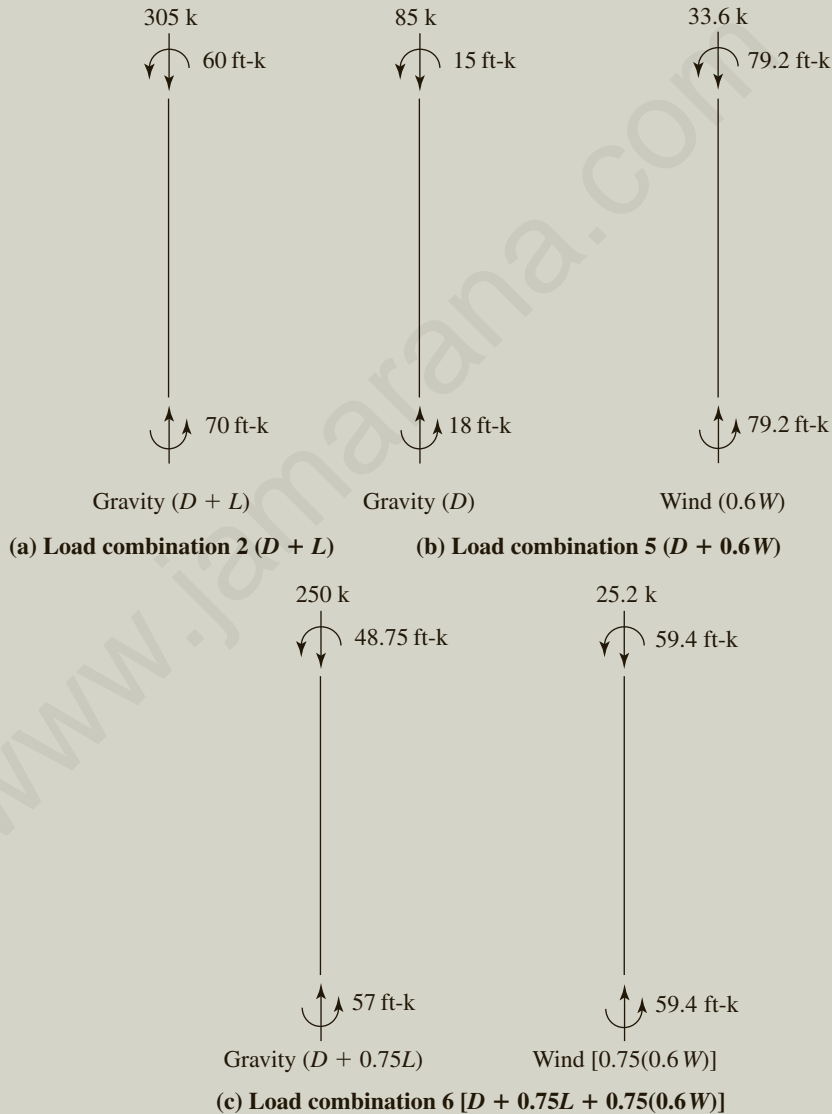 305 k
85 k
33.6 k
60 ft-k
15 ft-k
79.2 ft-k
70 ft-k
18 ft-k
79.2 ft-k
Gravity (D + L)
Gravity (D)
Wind (0.6W)
(a) Load combination 2 (D + L)
(b) Load combination 5 (D + 0.6W)
250 k
25.2 k
48.75 ft-k
59.4 ft-k
57 ft-k
59.4 ft-k
Gravity (D + 0.75L)
Wind [0.75(0.6W)]
(c) Load combination 6 [D + 0.75L + 0.75(0.6W)]
www.jamarana.com